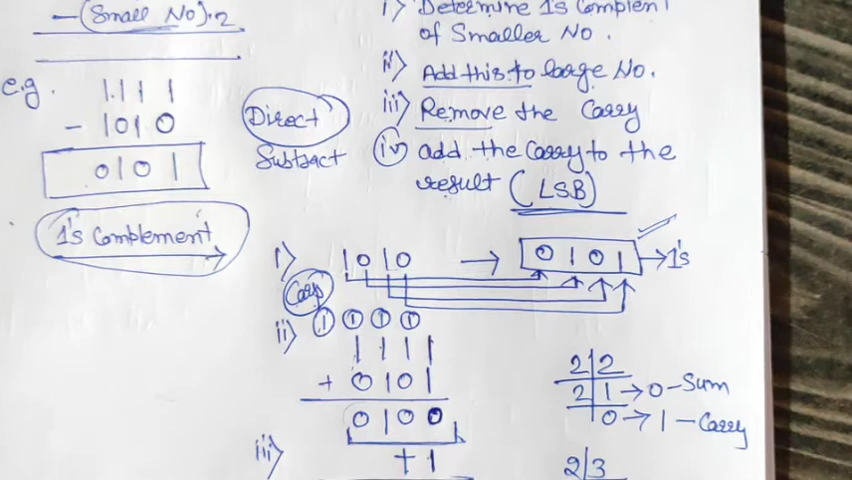 - (Small No).2
e.g. 1111
- 1010
0101
1's Complement
Direct
Subtract
i) Determine 1's Complent
of Smaller No.
ii) Add this to large No.
iii) Remove the Carry
iv) add the Carry to the
result (LSB)
i) 1010 → 0101 → 1's
Carry
1 1 1 1
ii) 1111
+ 0101
0100
iii) +1
2 2
2 1 → 0 - Sum
0 → 1 - Carry
2 3